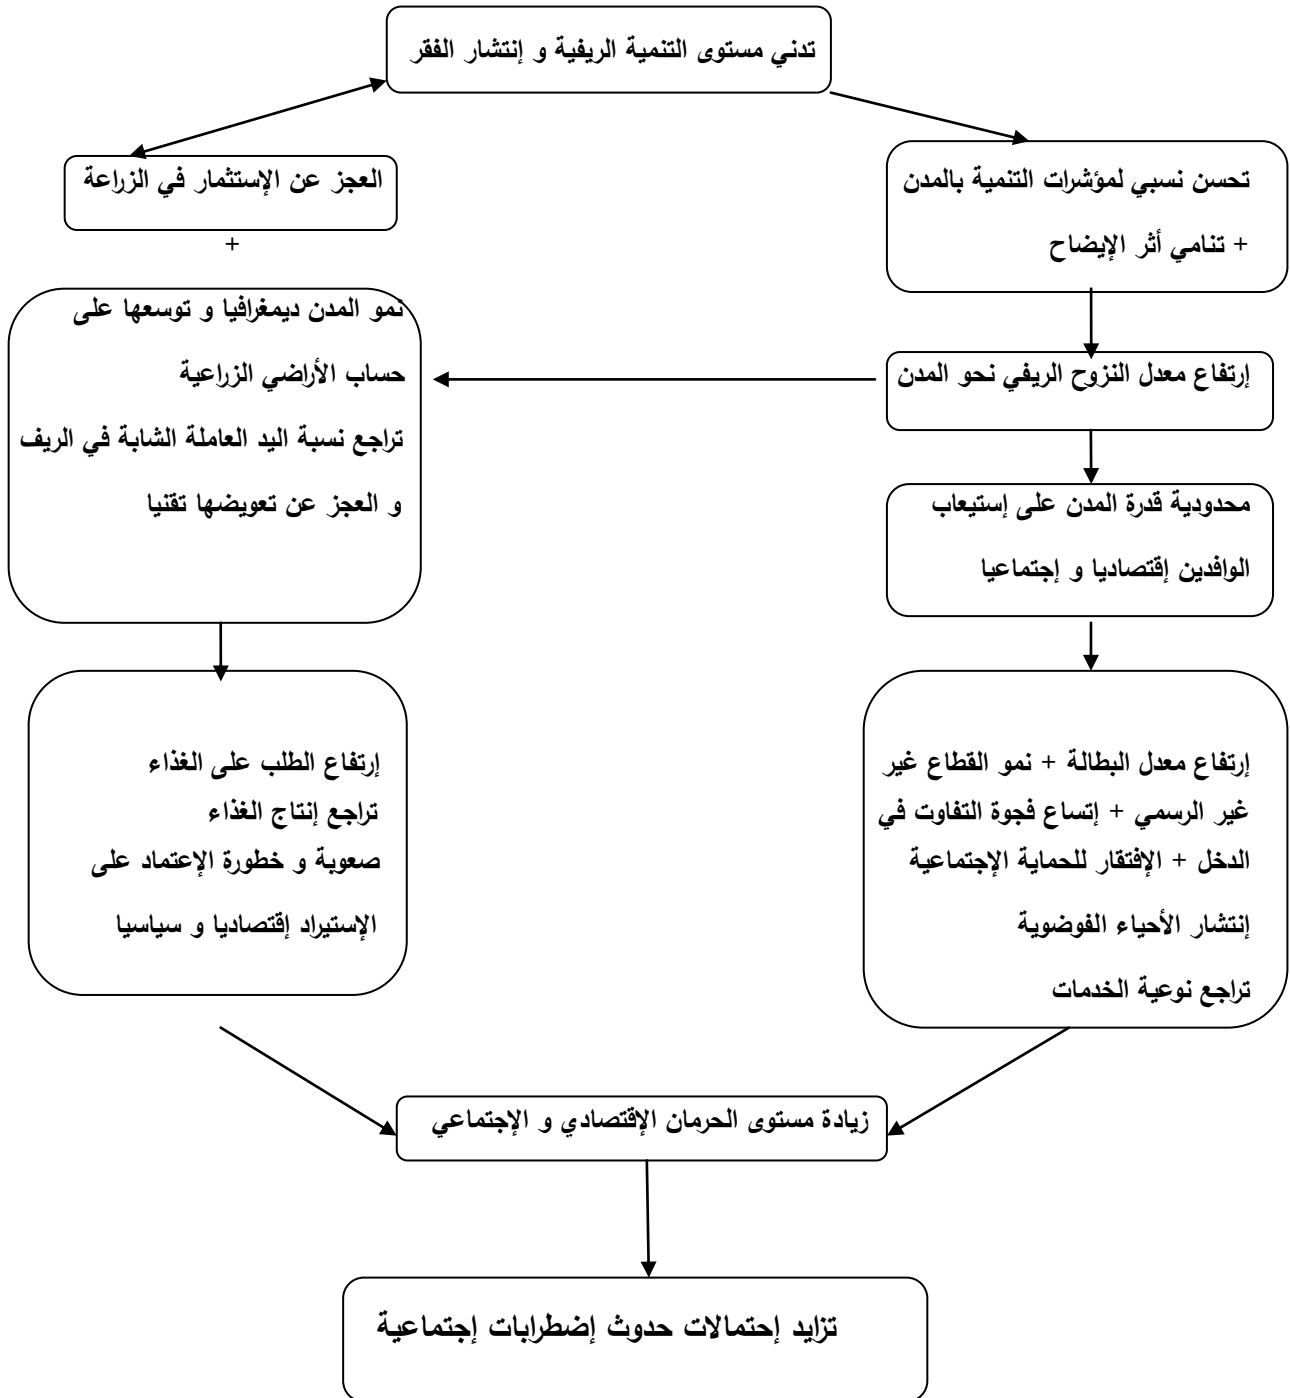 تدني مستوى التنمية الريفية و إنتشار الفقر
تحسن نسبي لمؤشرات التنمية بالمدن
+ تنامي أثر الإيضاح
العجز عن الإستثمار في الزراعة
+
نمو المدن ديمغرافيا و توسعها على
حساب الأراضي الزراعية
تراجع نسبة اليد العاملة الشابة في الريف
و العجز عن تعويضها تقنيا
إرتفاع معدل النزوح الريفي نحو المدن
محدودية قدرة المدن على إستيعاب
الوافدين إقتصاديا و إجتماعيا
إرتفاع معدل البطالة + نمو القطاع غير
غير الرسمي + إتساع فجوة التفاوت في
الدخل + الإفتقار للحماية الإجتماعية
إنتشار الأحياء الفوضوية
تراجع نوعية الخدمات
إرتفاع الطلب على الغذاء
تراجع إنتاج الغذاء
صعوبة و خطورة الإعتماد على
الإستيراد إقتصاديا و سياسيا
زيادة مستوى الحرمان الإقتصادي و الإجتماعي
تزايد إحتمالات حدوث إضطرابات إجتماعية